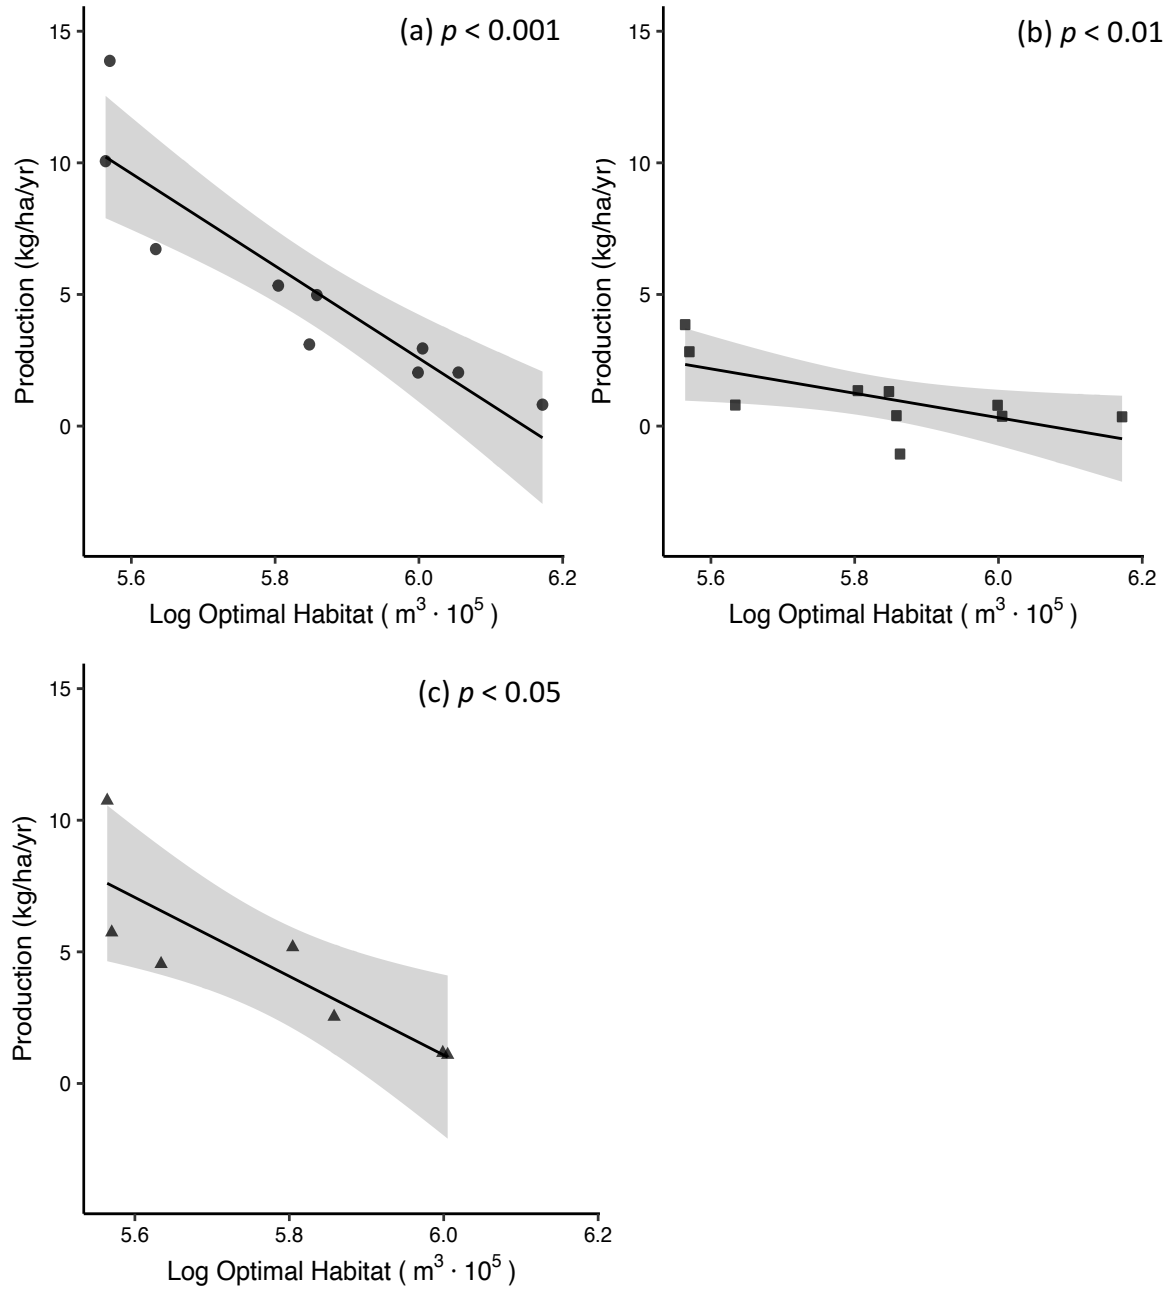 (a) p < 0.001
15
10
5
0
Production (kg/ha/yr)
5.6 5.8 6.0 6.2
Log Optimal Habitat ( m³ · 10⁵ )
(b) p < 0.01
15
10
5
0
Production (kg/ha/yr)
5.6 5.8 6.0 6.2
Log Optimal Habitat ( m³ · 10⁵ )
(c) p < 0.05
15
10
5
0
Production (kg/ha/yr)
5.6 5.8 6.0 6.2
Log Optimal Habitat ( m³ · 10⁵ )